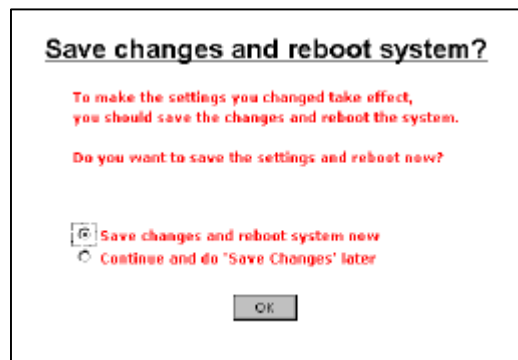 Save changes and reboot system?
To make the settings you changed take effect,
you should save the changes and reboot the system.
Do you want to save the settings and reboot now?
Save changes and reboot system now
Continue and do 'Save Changes' later
OK